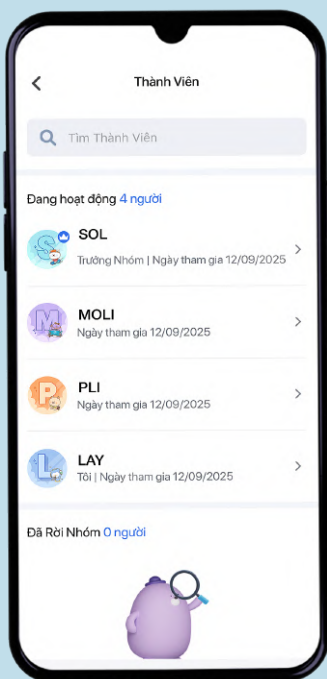 Thành Viên
Tìm Thành Viên
Đang hoạt động 4 người
S
SOL
Trưởng Nhóm | Ngày tham gia 12/09/2025
M
MOLI
Ngày tham gia 12/09/2025
P
PLI
Ngày tham gia 12/09/2025
L
LAY
Tôi | Ngày tham gia 12/09/2025
Đã Rời Nhóm 0 người